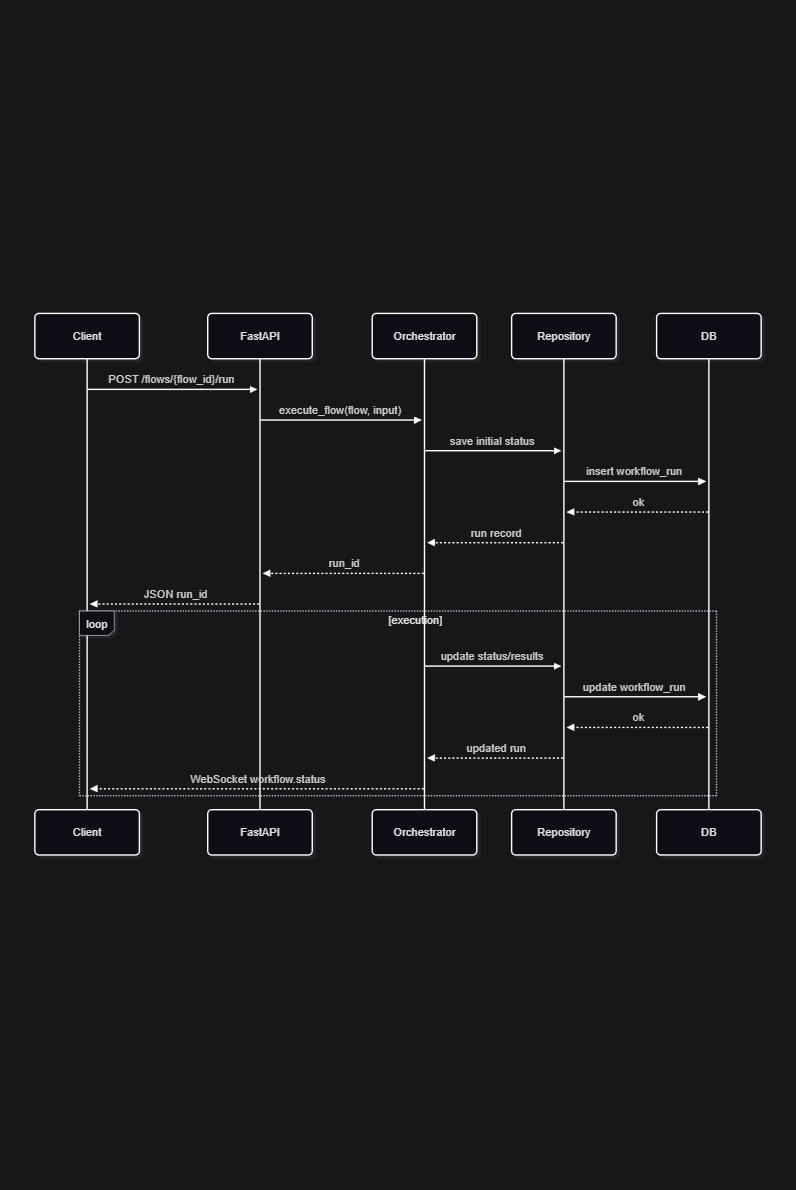 Client
FastAPI
Orchestrator
Repository
DB
POST /flows/{flow_id}/run
execute_flow(flow, input)
save initial status
insert workflow_run
ok
run record
run_id
JSON run_id
loop
[execution]
update status/results
update workflow_run
ok
updated run
WebSocket workflow.status
Client
FastAPI
Orchestrator
Repository
DB